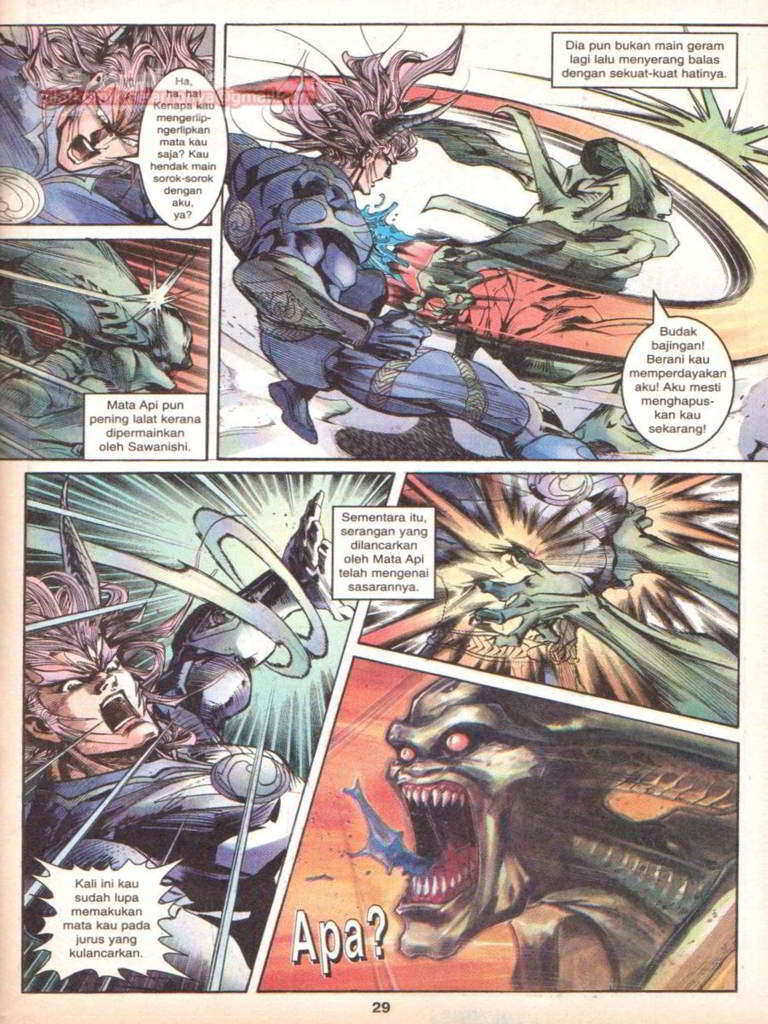 Ha,
ha, ha!
Kenapa kau
mengerlip-
ngerlipkan
mata kau
saja? Kau
hendak main
sorok-sorok
dengan
aku,
ya?
Dia pun bukan main geram
lagi lalu menyerang balas
dengan sekuat-kuat hatinya.
Mata Api pun
pening lalat kerana
dipermainkan
oleh Sawanishi.
Budak
bajingan!
Berani kau
memperdayakan
aku! Aku mesti
menghapus-
kan kau
sekarang!
Sementara itu,
serangan yang
dilancarkan
oleh Mata Api
telah mengenai
sasarannya.
Kali ini kau
sudah lupa
memakukan
mata kau pada
jurus yang
kulancarkan.
Apa?
29